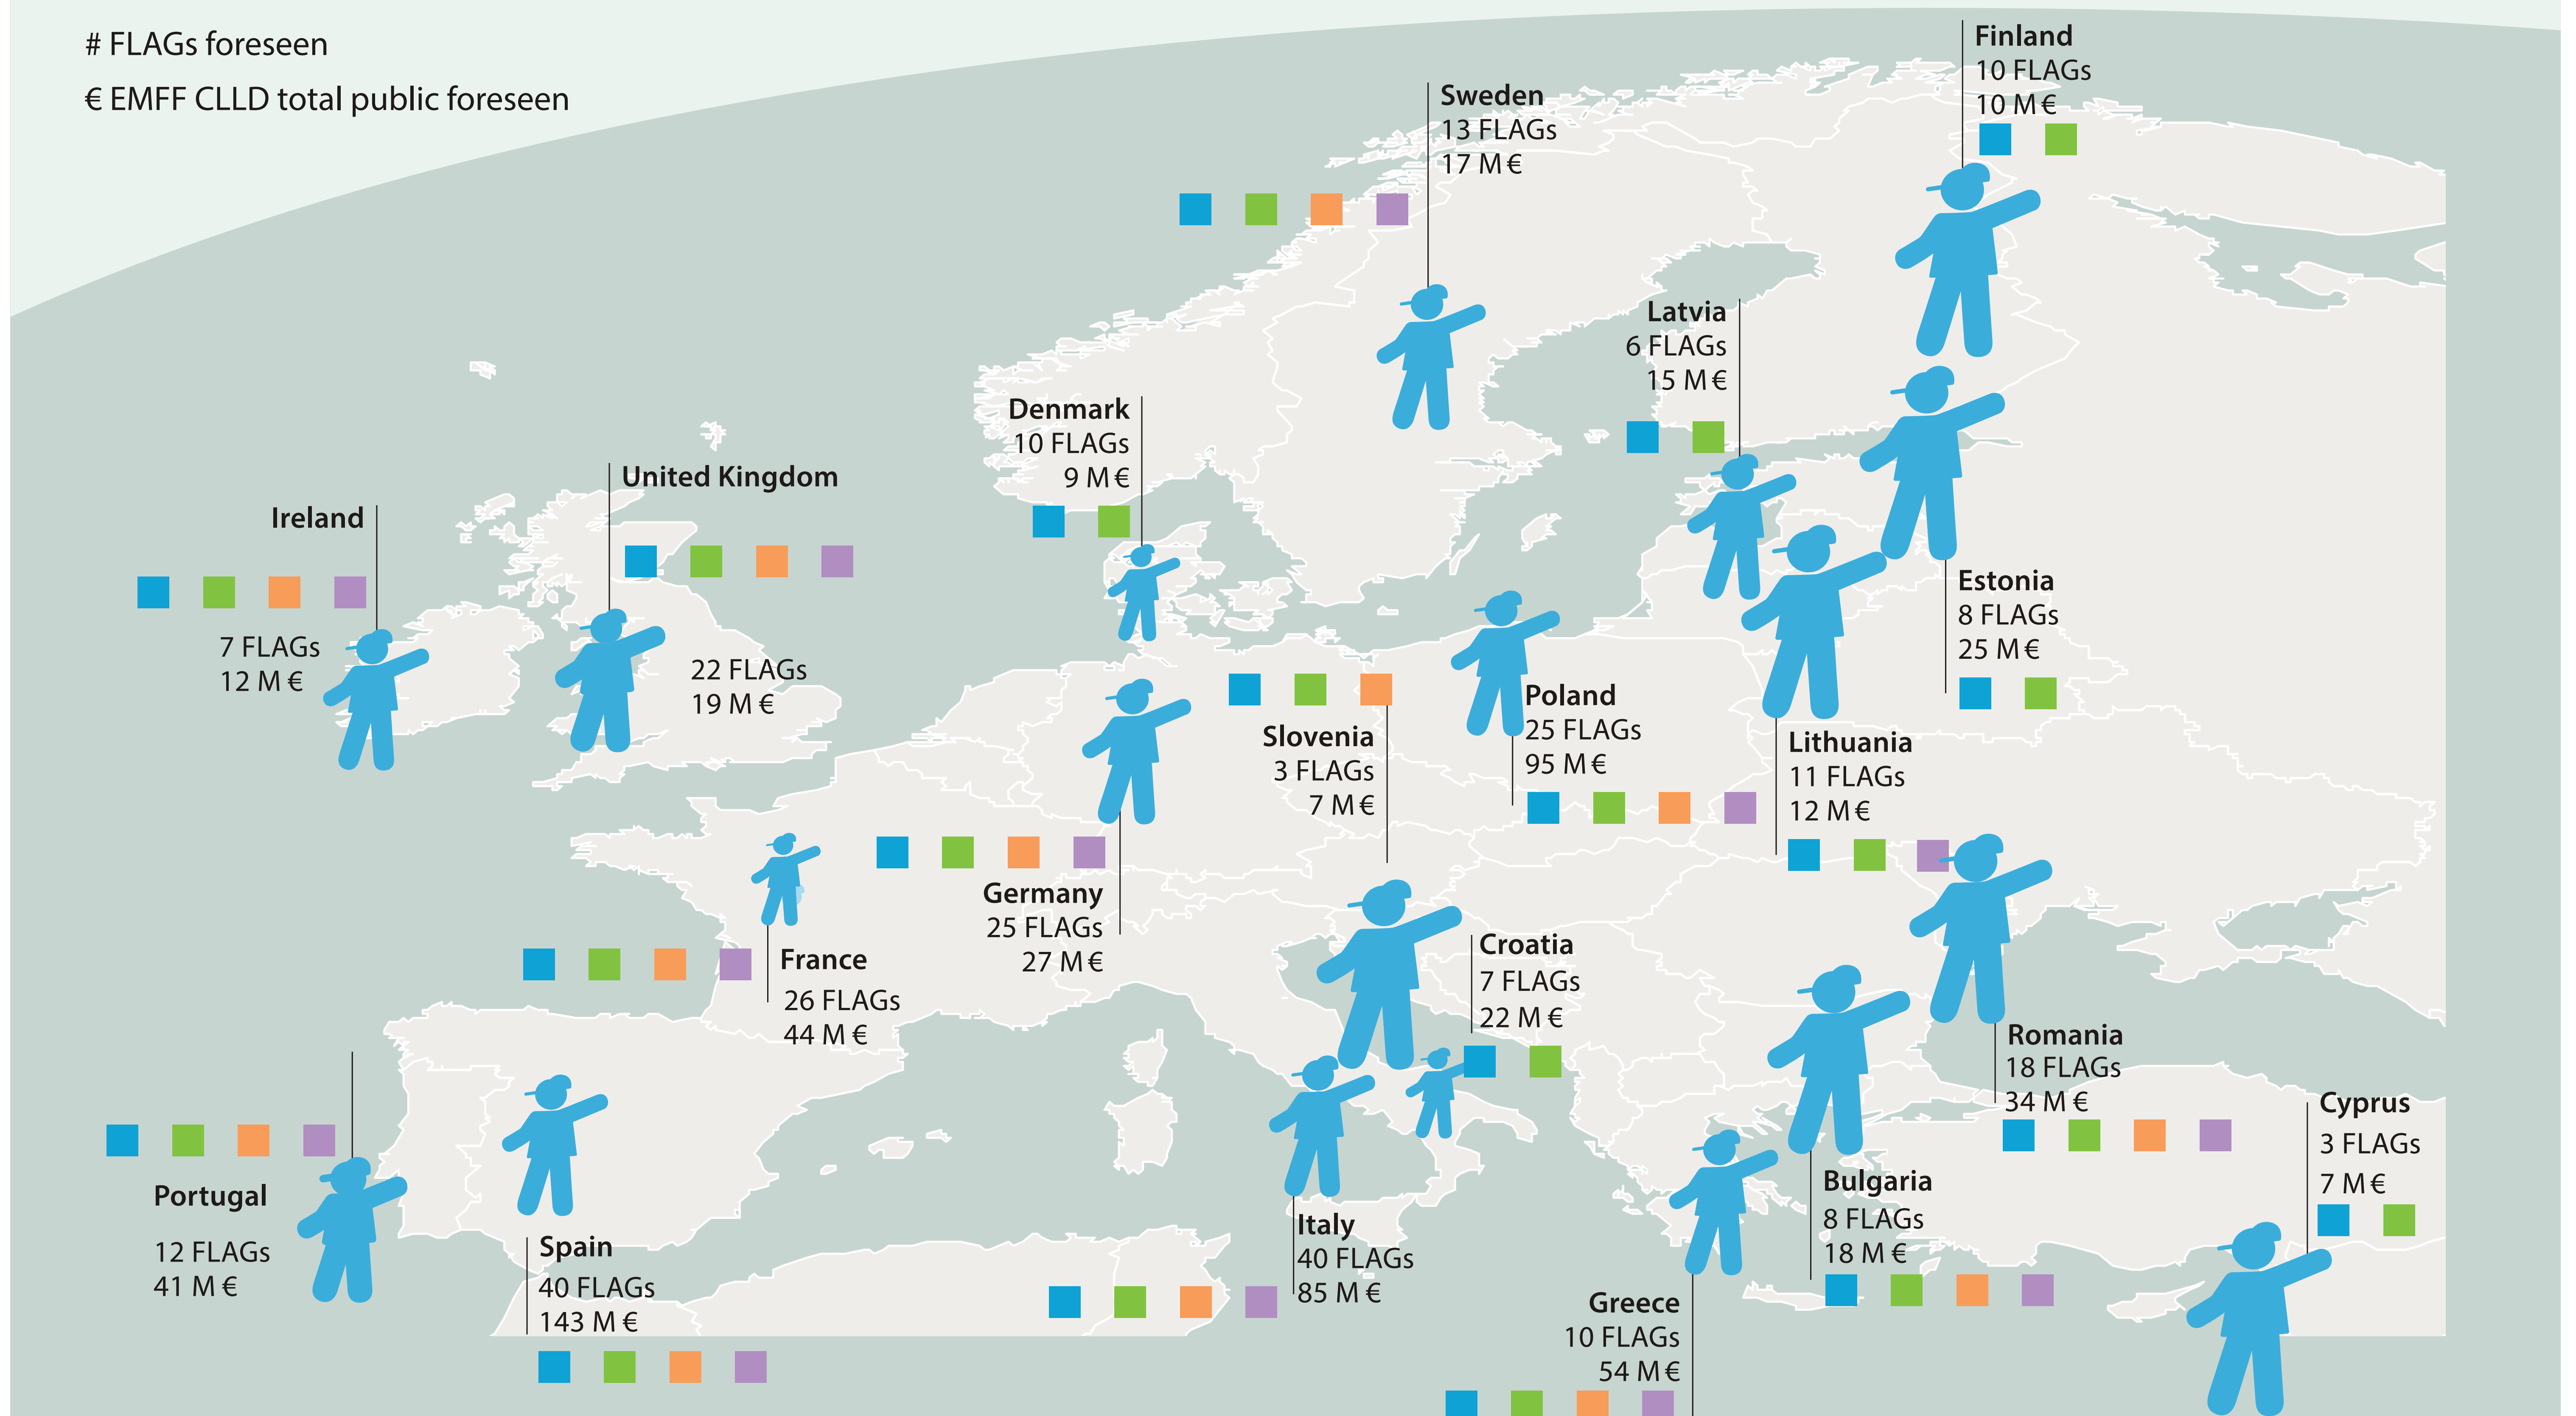 # FLAGs foreseen
€ EMFF CLLD total public foreseen
Finland
10 FLAGs
10 M €
Sweden
13 FLAGs
17 M €
Latvia
6 FLAGs
15 M €
Denmark
10 FLAGs
9 M €
United Kingdom
22 FLAGs
19 M €
Ireland
7 FLAGs
12 M €
Estonia
8 FLAGs
25 M €
Poland
25 FLAGs
95 M €
Slovenia
3 FLAGs
7 M €
Lithuania
11 FLAGs
12 M €
Germany
25 FLAGs
27 M €
France
26 FLAGs
44 M €
Croatia
7 FLAGs
22 M €
Romania
18 FLAGs
34 M €
Cyprus
3 FLAGs
7 M €
Portugal
12 FLAGs
41 M €
Spain
40 FLAGs
143 M €
Italy
40 FLAGs
85 M €
Bulgaria
8 FLAGs
18 M €
Greece
10 FLAGs
54 M €